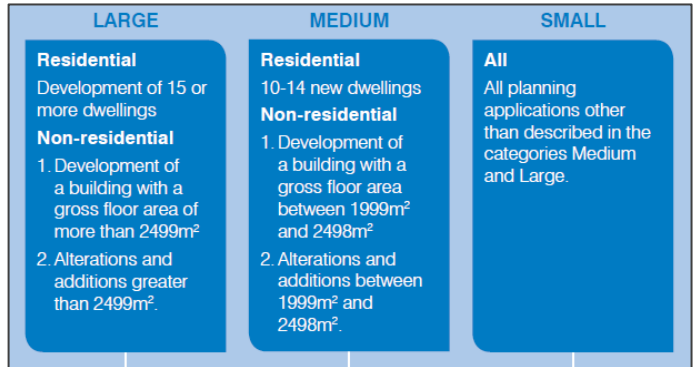 LARGE
Residential
Development of 15 or
more dwellings
Non-residential
1. Development of
a building with a
gross floor area of
more than 2499m²
2. Alterations and
additions greater
than 2499m².
MEDIUM
Residential
10-14 new dwellings
Non-residential
1. Development of
a building with a
gross floor area
between 1999m²
and 2498m²
2. Alterations and
additions between
1999m² and
2498m².
SMALL
All
All planning
applications other
than described in the
categories Medium
and Large.